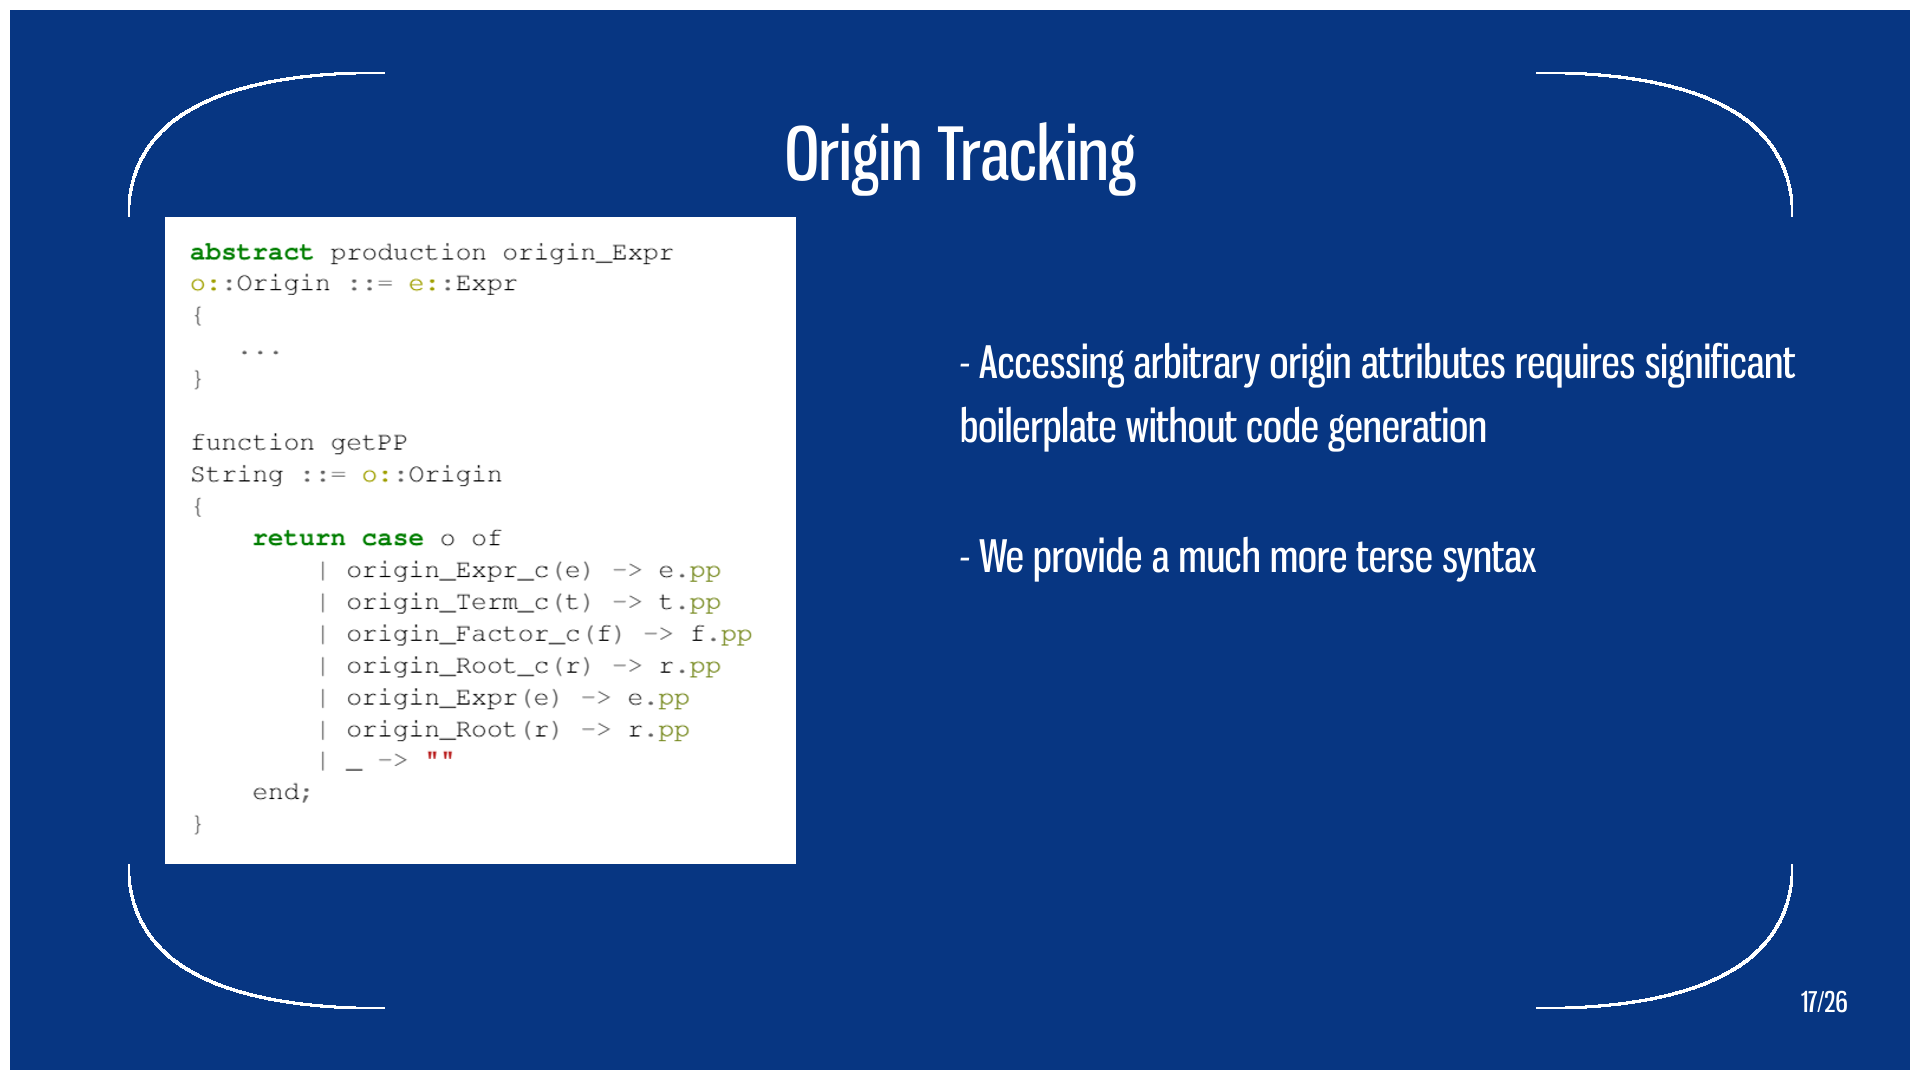 Origin Tracking
abstract production origin_Expr
o::Origin ::= e::Expr
{
   ...
}
function getPP
String ::= o::Origin
{
    return case o of
        | origin_Expr_c(e) -> e.pp
        | origin_Term_c(t) -> t.pp
        | origin_Factor_c(f) -> f.pp
        | origin_Root_c(r) -> r.pp
        | origin_Expr(e) -> e.pp
        | origin_Root(r) -> r.pp
        | _ -> ""
    end;
}
- Accessing arbitrary origin attributes requires significant
boilerplate without code generation
- We provide a much more terse syntax
17/26